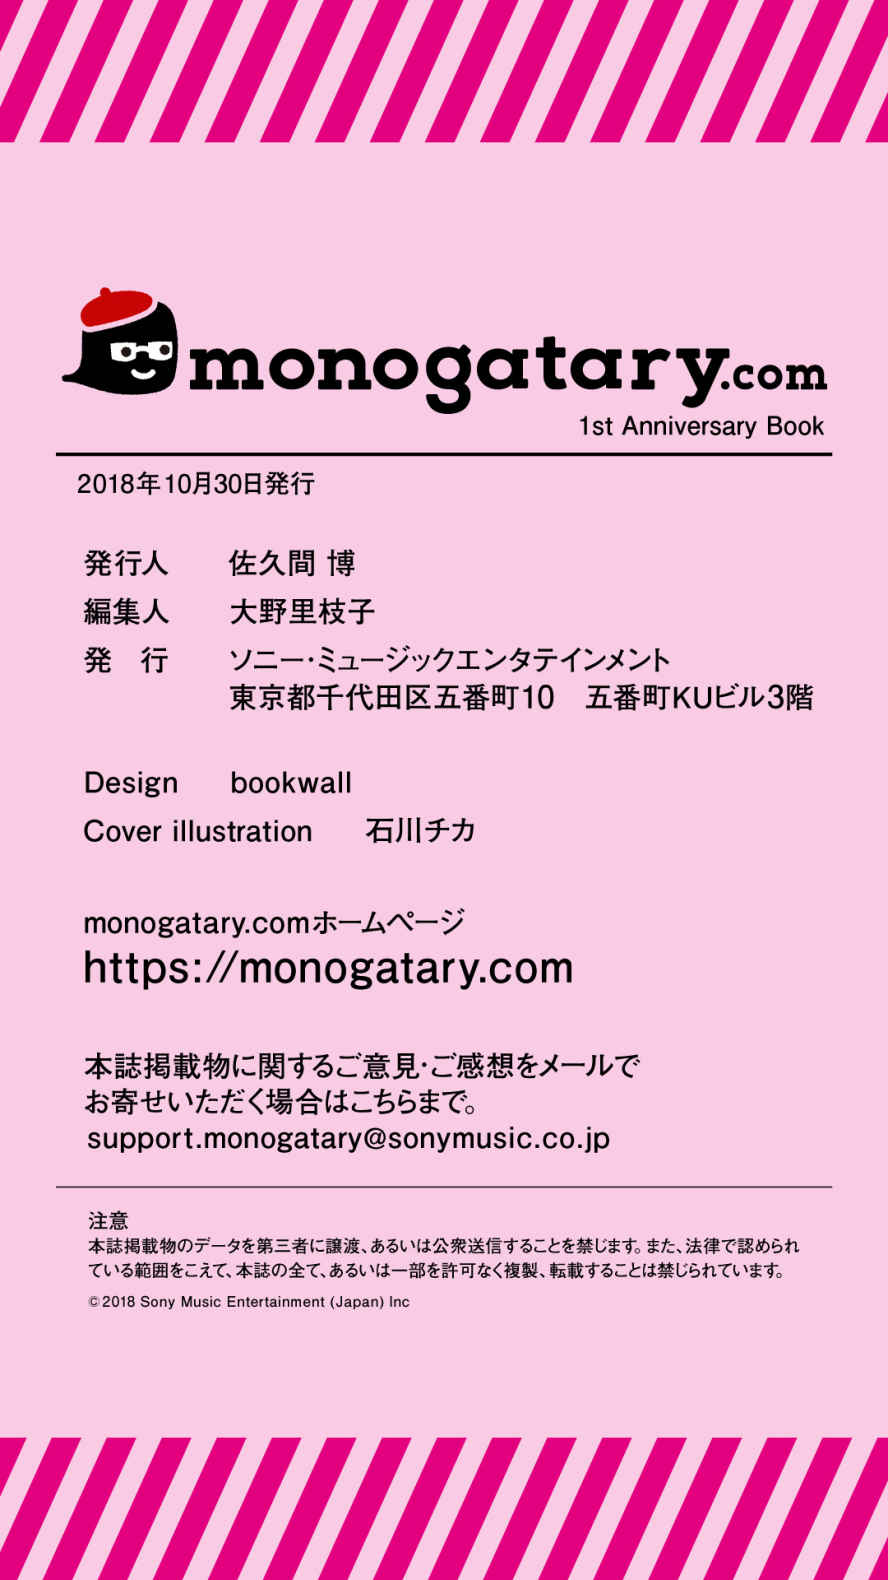 monogatary.com
1st Anniversary Book
2018年10月30日発行
発行人 佐久間 博
編集人 大野里枝子
発 行 ソニー・ミュージックエンタテインメント
東京都千代田区五番町10 五番町KUビル3階
Design bookwall
Cover illustration 石川チカ
monogatary.comホームページ
https://monogatary.com
本誌掲載物に関するご意見・ご感想をメールで
お寄せいただく場合はこちらまで。
support.monogatary@sonymusic.co.jp
注意
本誌掲載物のデータを第三者に譲渡、あるいは公衆送信することを禁じます。また、法律で認められ
ている範囲をこえて、本誌の全て、あるいは一部を許可なく複製、転載することは禁じられています。
©2018 Sony Music Entertainment (Japan) Inc